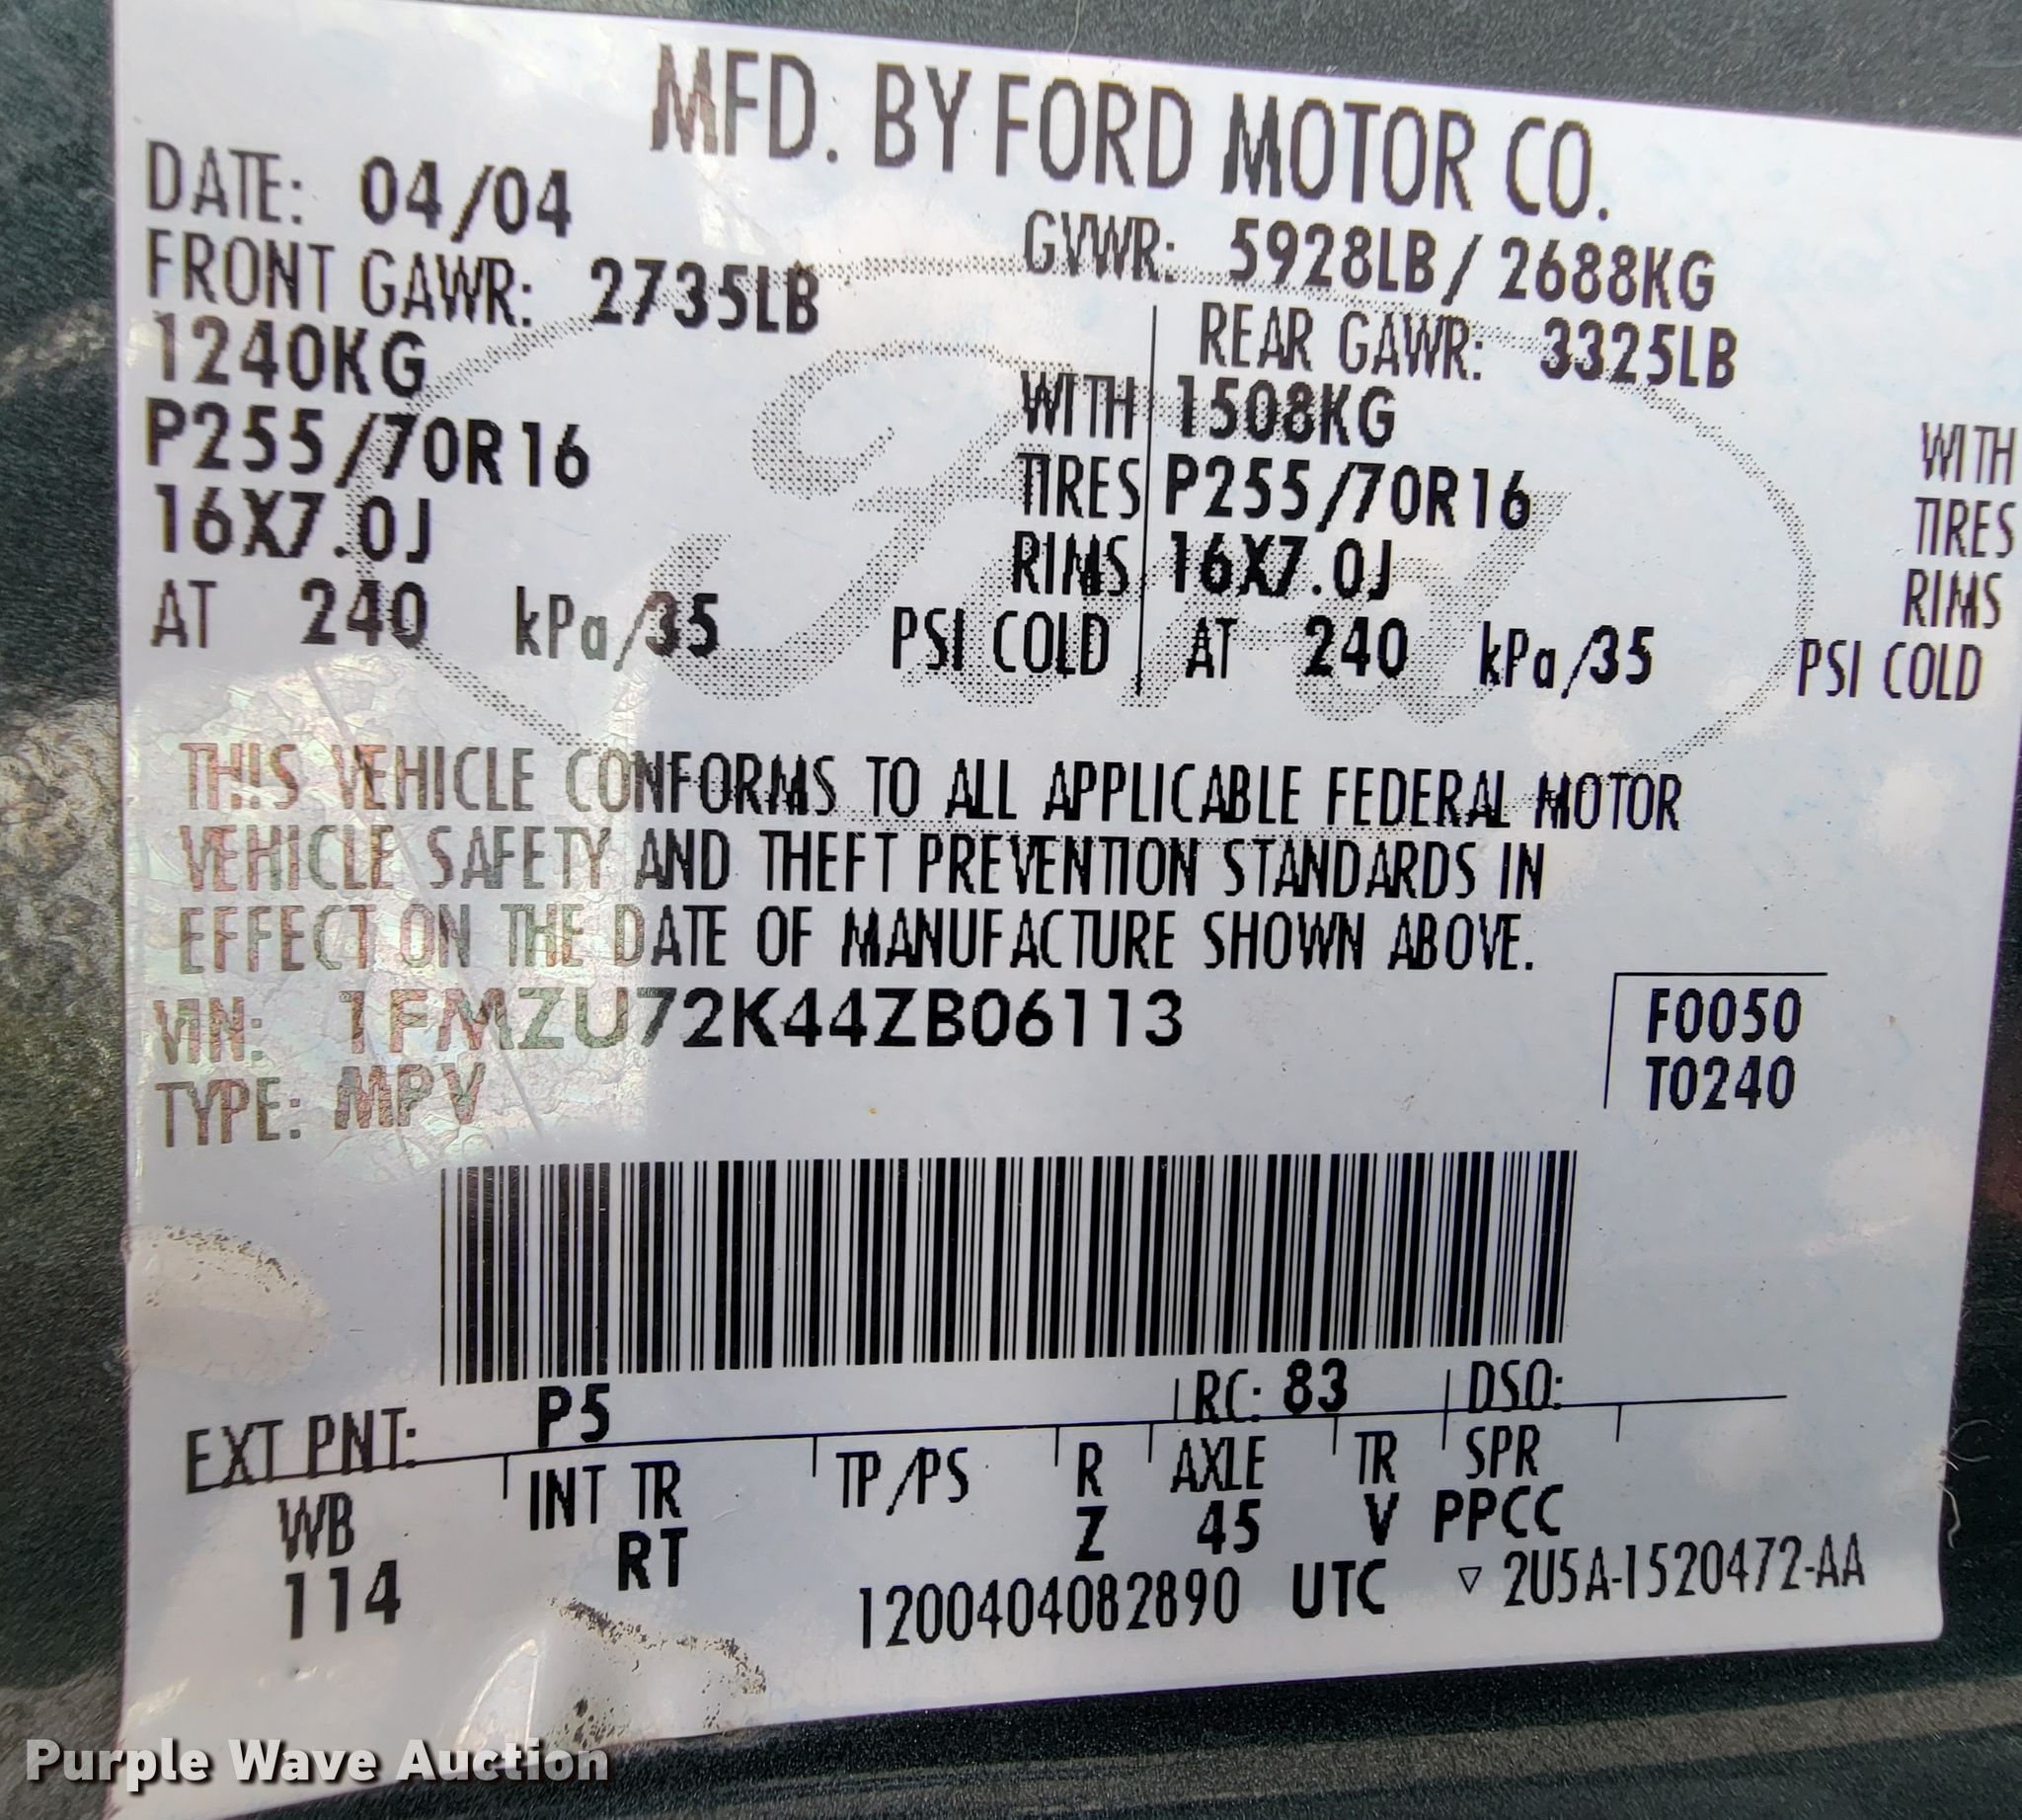 MFD. BY FORD MOTOR CO.
DATE: 04/04
GVWR: 5928LB/2688KG
FRONT GAWR: 2735LB
REAR GAWR: 3325LB
1240KG WITH 1508KG WITH
P255/70R16 TIRES P255/70R16 TIRES
16X7.0J RIMS 16X7.0J RIMS
AT 240 kPa/35 PSI COLD AT 240 kPa/35 PSI COLD
THIS VEHICLE CONFORMS TO ALL APPLICABLE FEDERAL MOTOR
VEHICLE SAFETY AND THEFT PREVENTION STANDARDS IN
EFFECT ON THE DATE OF MANUFACTURE SHOWN ABOVE.
VIN: 1FMZU72K44ZB06113
F0050
TYPE: MPV
T0240
EXT PNT: P5 RC: 83 DSO:
WB INT TR TP/PS R AXLE TR SPR
114 RT Z 45 V PPCC
1200404082890 UTC ▽ 2U5A-1520472-AA
Ford
Purple Wave Auction